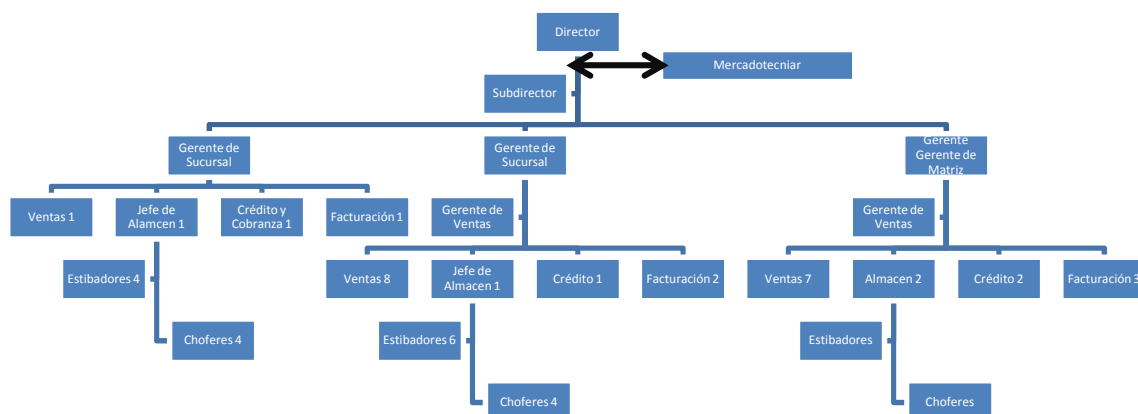 Director
Mercadotecniar
Subdirector
Gerente de
Sucursal
Gerente de
Sucursal
Gerente
Gerente de
Matriz
Ventas 1
Jefe de
Alamcen 1
Crédito y
Cobranza 1
Facturación 1
Gerente de
Ventas
Gerente de
Ventas
Estibadores 4
Ventas 8
Jefe de
Almacen 1
Crédito 1
Facturación 2
Ventas 7
Almacen 2
Crédito 2
Facturación 3
Choferes 4
Estibadores 6
Estibadores
Choferes 4
Choferes